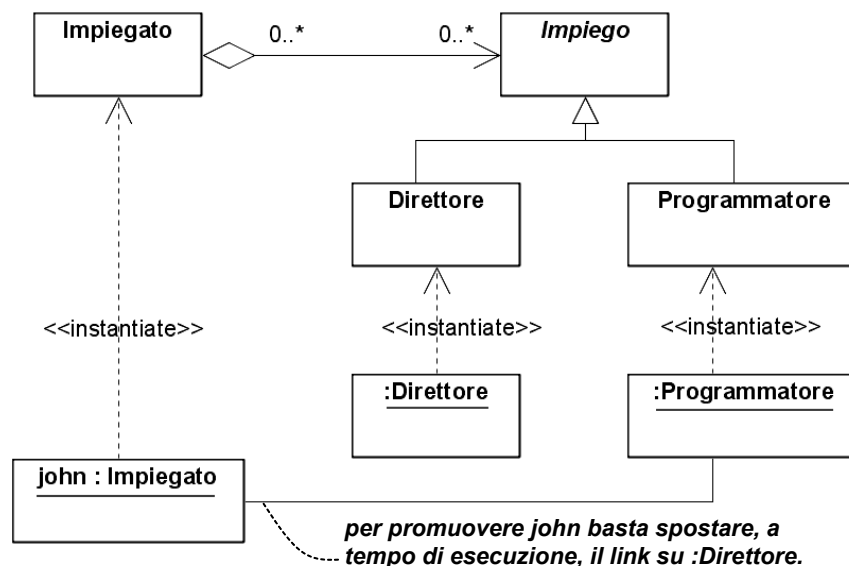 Impiegato
0..*
0..*
Impiego
Direttore
Programmatore
<<instantiate>>
<<instantiate>>
<<instantiate>>
:Direttore
:Programmatore
john : Impiegato
per promuovere john basta spostare, a
tempo di esecuzione, il link su :Direttore.